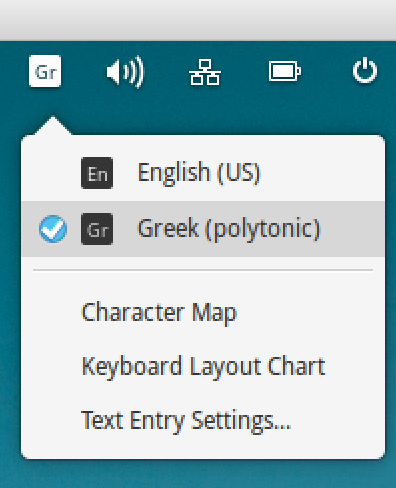 Gr
En English (US)
Gr Greek (polytonic)
Character Map
Keyboard Layout Chart
Text Entry Settings...